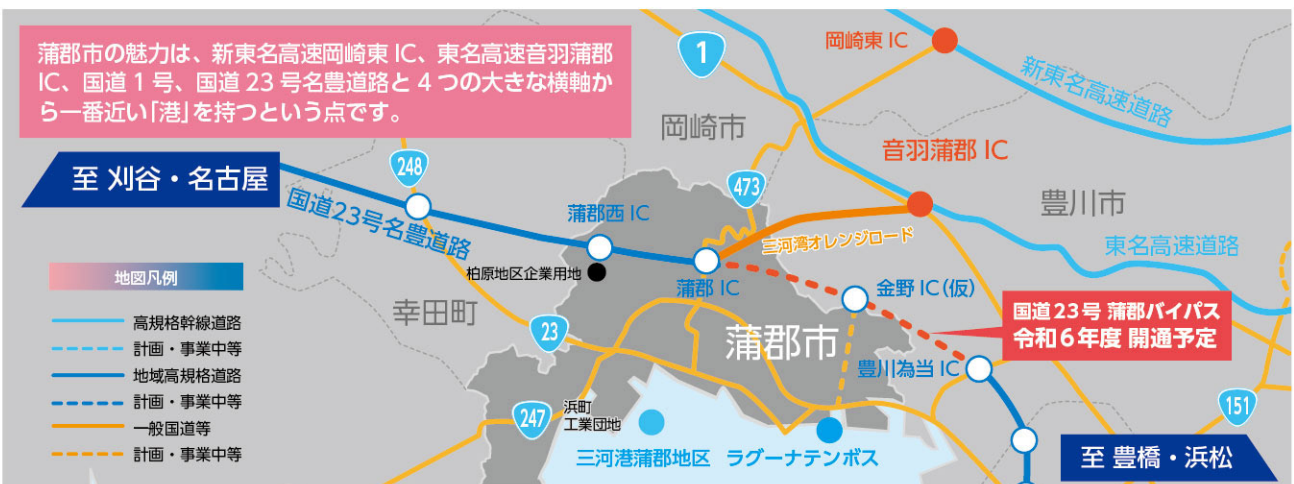 蒲郡市の魅力は、新東名高速岡崎東 IC、東名高速音羽蒲郡
IC、国道 1 号、国道 23 号名豊道路と 4 つの大きな横軸か
ら一番近い「港」を持つという点です。
1
岡崎東 IC
新東名高速道路
岡崎市
音羽蒲郡 IC
至 刈谷・名古屋
248
473
国道23号名豊道路
蒲郡西 IC
豊川市
三河湾オレンジロード
東名高速道路
柏原地区企業用地
蒲郡 IC
金野 IC(仮)
地図凡例
高規格幹線道路
計画・事業中等
地域高規格道路
計画・事業中等
一般国道等
計画・事業中等
幸田町
23
蒲郡市
国道23号 蒲郡バイパス
令和6年度 開通予定
豊川為当 IC
151
247
浜町
工業団地
三河港蒲郡地区
ラグーナテンボス
至 豊橋・浜松